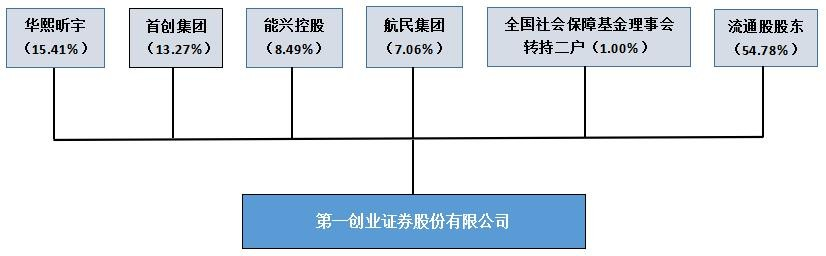 华熙昕宇
（15.41%）
首创集团
（13.27%）
能兴控股
（8.49%）
航民集团
（7.06%）
全国社会保障基金理事会
转持二户（1.00%）
流通股股东
（54.78%）
第一创业证券股份有限公司